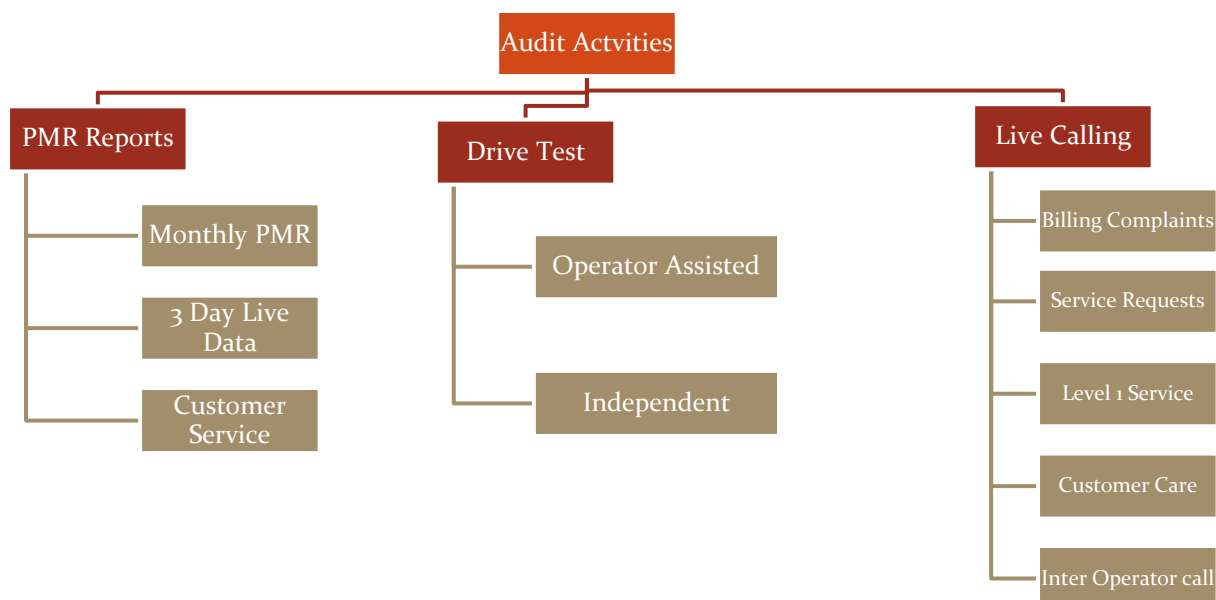 Audit Actvities
PMR Reports
Monthly PMR
3 Day Live
Data
Customer
Service
Drive Test
Operator Assisted
Independent
Live Calling
Billing Complaints
Service Requests
Level 1 Service
Customer Care
Inter Operator call